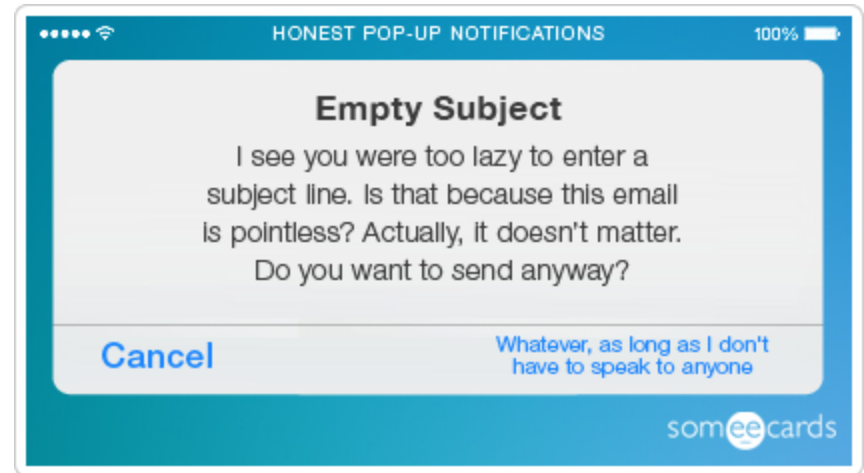 HONEST POP-UP NOTIFICATIONS 100%
Empty Subject
I see you were too lazy to enter a
subject line. Is that because this email
is pointless? Actually, it doesn't matter.
Do you want to send anyway?
Cancel
Whatever, as long as I don't
have to speak to anyone
someecards